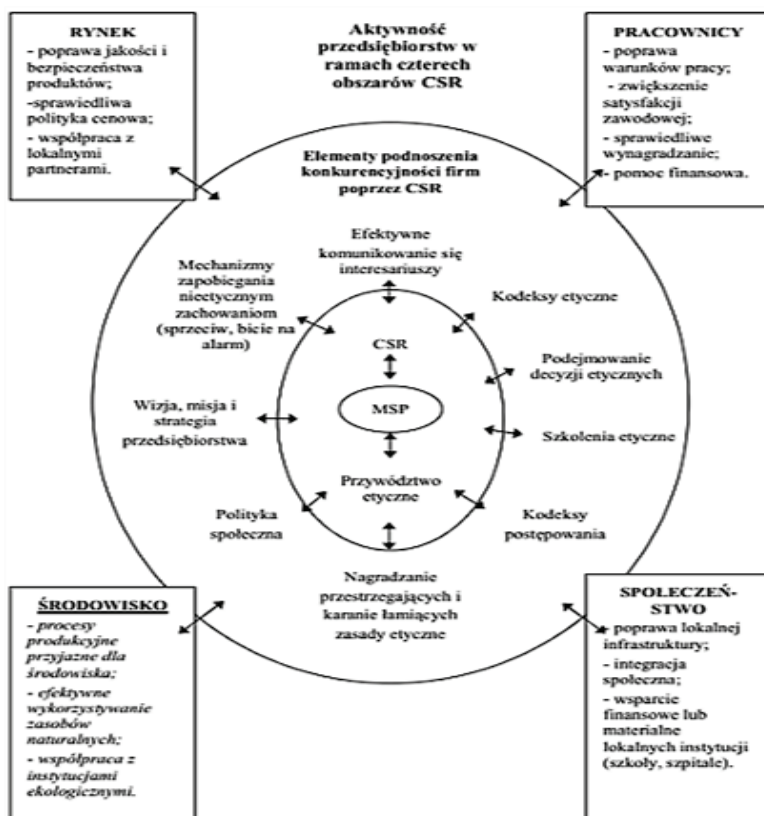 RYNEK
- poprawa jakości i
bezpieczeństwa
produktów;
-sprawiedliwa
polityka cenowa;
- współpraca z
lokalnymi
partnerami.
Aktywność
przedsiębiorstw w
ramach czterech
obszarów CSR
PRACOWNICY
- poprawa
warunków pracy;
- zwiększenie
satysfakcji
zawodowej;
- sprawiedliwe
wynagradzanie;
- pomoc finansowa.
Elementy podnoszenia
konkurencyjności firm
poprzez CSR
Efektywne
komunikowanie się
interesariuszy
Mechanizmy
zapobiegania
nieetycznym
zachowaniom
(sprzeciw, bicie na
alarm)
Kodeksy etyczne
CSR
Podejmowanie
decyzji etycznych
MSP
Wizja, misja i
strategia
przedsiębiorstwa
Szkolenia etyczne
Przywództwo
etyczne
Polityka
społeczna
Kodeksy
postępowania
Nagradzanie
przestrzegających i
karanie łamiących
zasady etyczne
ŚRODOWISKO
- procesy
produkcyjne
przyjazne dla
środowiska;
- efektywne
wykorzystywanie
zasobów
naturalnych;
- współpraca z
instytucjami
ekologicznymi.
SPOŁECZEŃ-
STWO
- poprawa lokalnej
infrastruktury;
- integracja
społeczna;
- wsparcie
finansowe lub
materialne
lokalnych instytucji
(szkoły, szpitale).